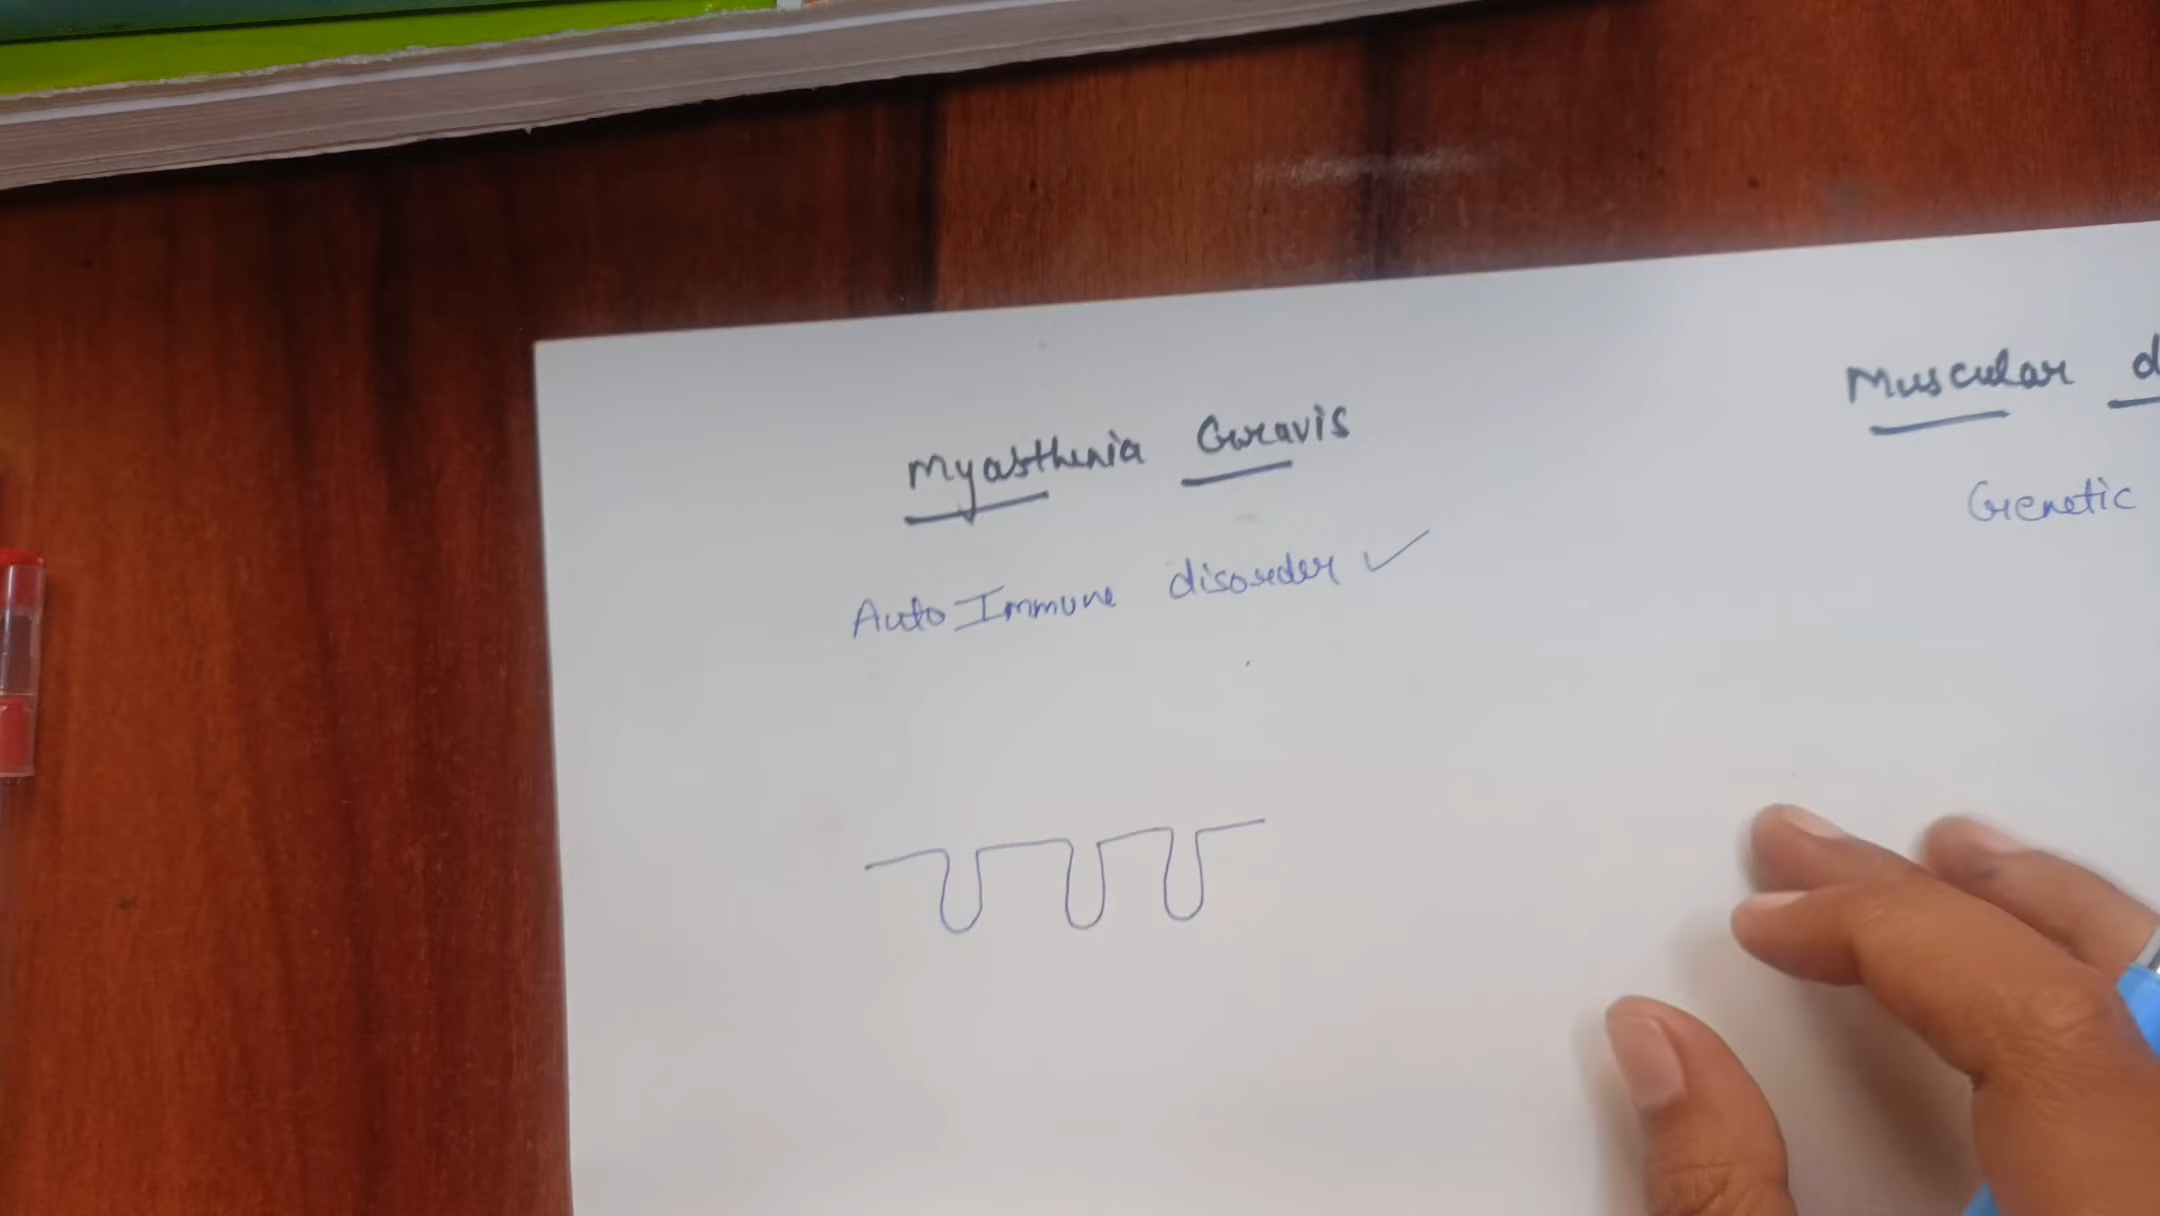 Myasthenia Gravis
Auto Immune disorder ✓
Muscular d
Genetic